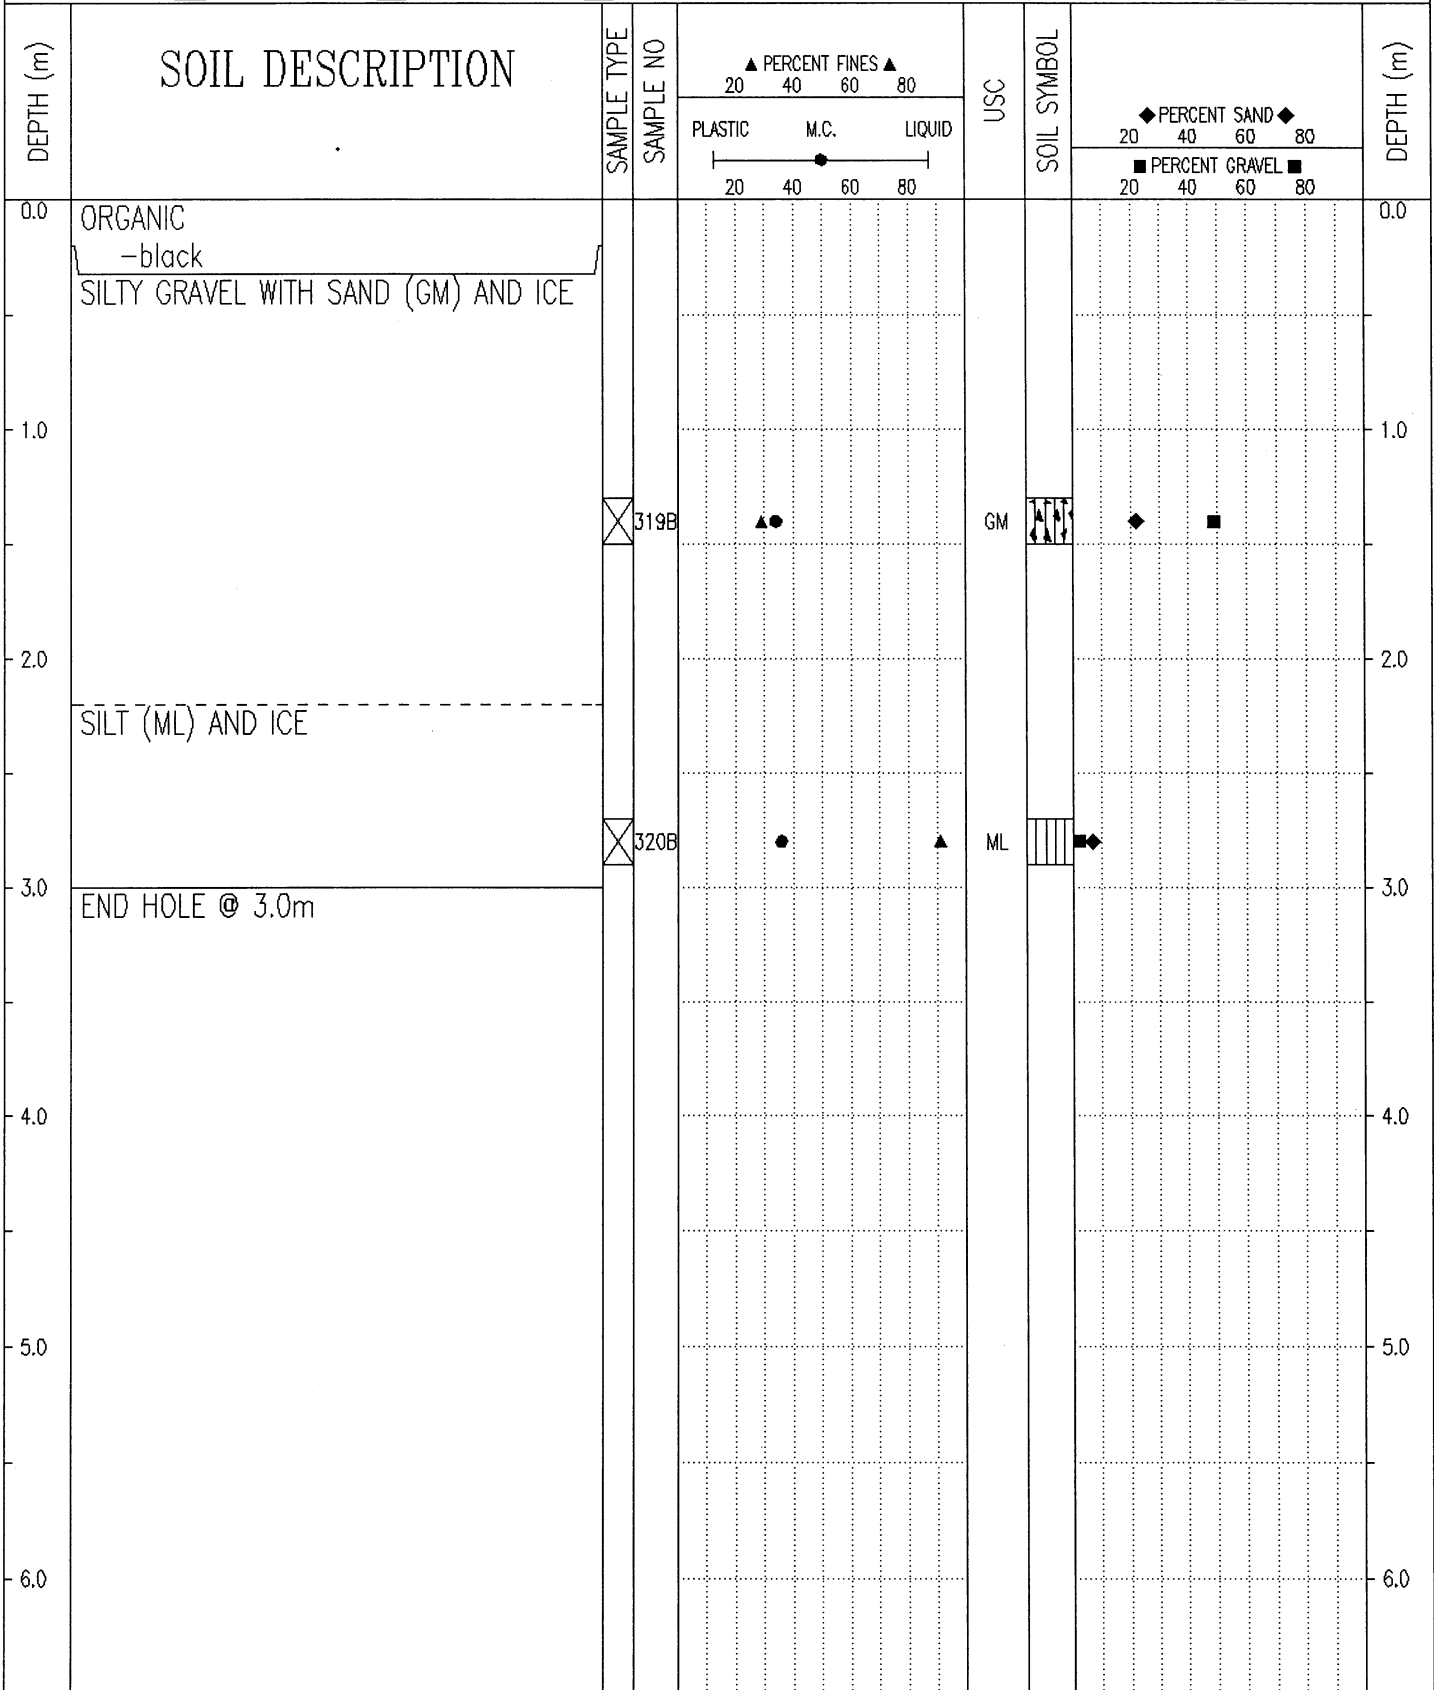 DEPTH (m)
SOIL DESCRIPTION
SAMPLE TYPE
SAMPLE NO
▲ PERCENT FINES ▲
20 40 60 80
PLASTIC M.C. LIQUID
20 40 60 80
USC
SOIL SYMBOL
◆ PERCENT SAND ◆
20 40 60 80
■ PERCENT GRAVEL ■
20 40 60 80
DEPTH (m)
0.0 ORGANIC 0.0
-black
SILTY GRAVEL WITH SAND (GM) AND ICE
1.0 1.0
319B GM
2.0 2.0
SILT (ML) AND ICE
320B ML
3.0 3.0
END HOLE @ 3.0m
4.0 4.0
5.0 5.0
6.0 6.0